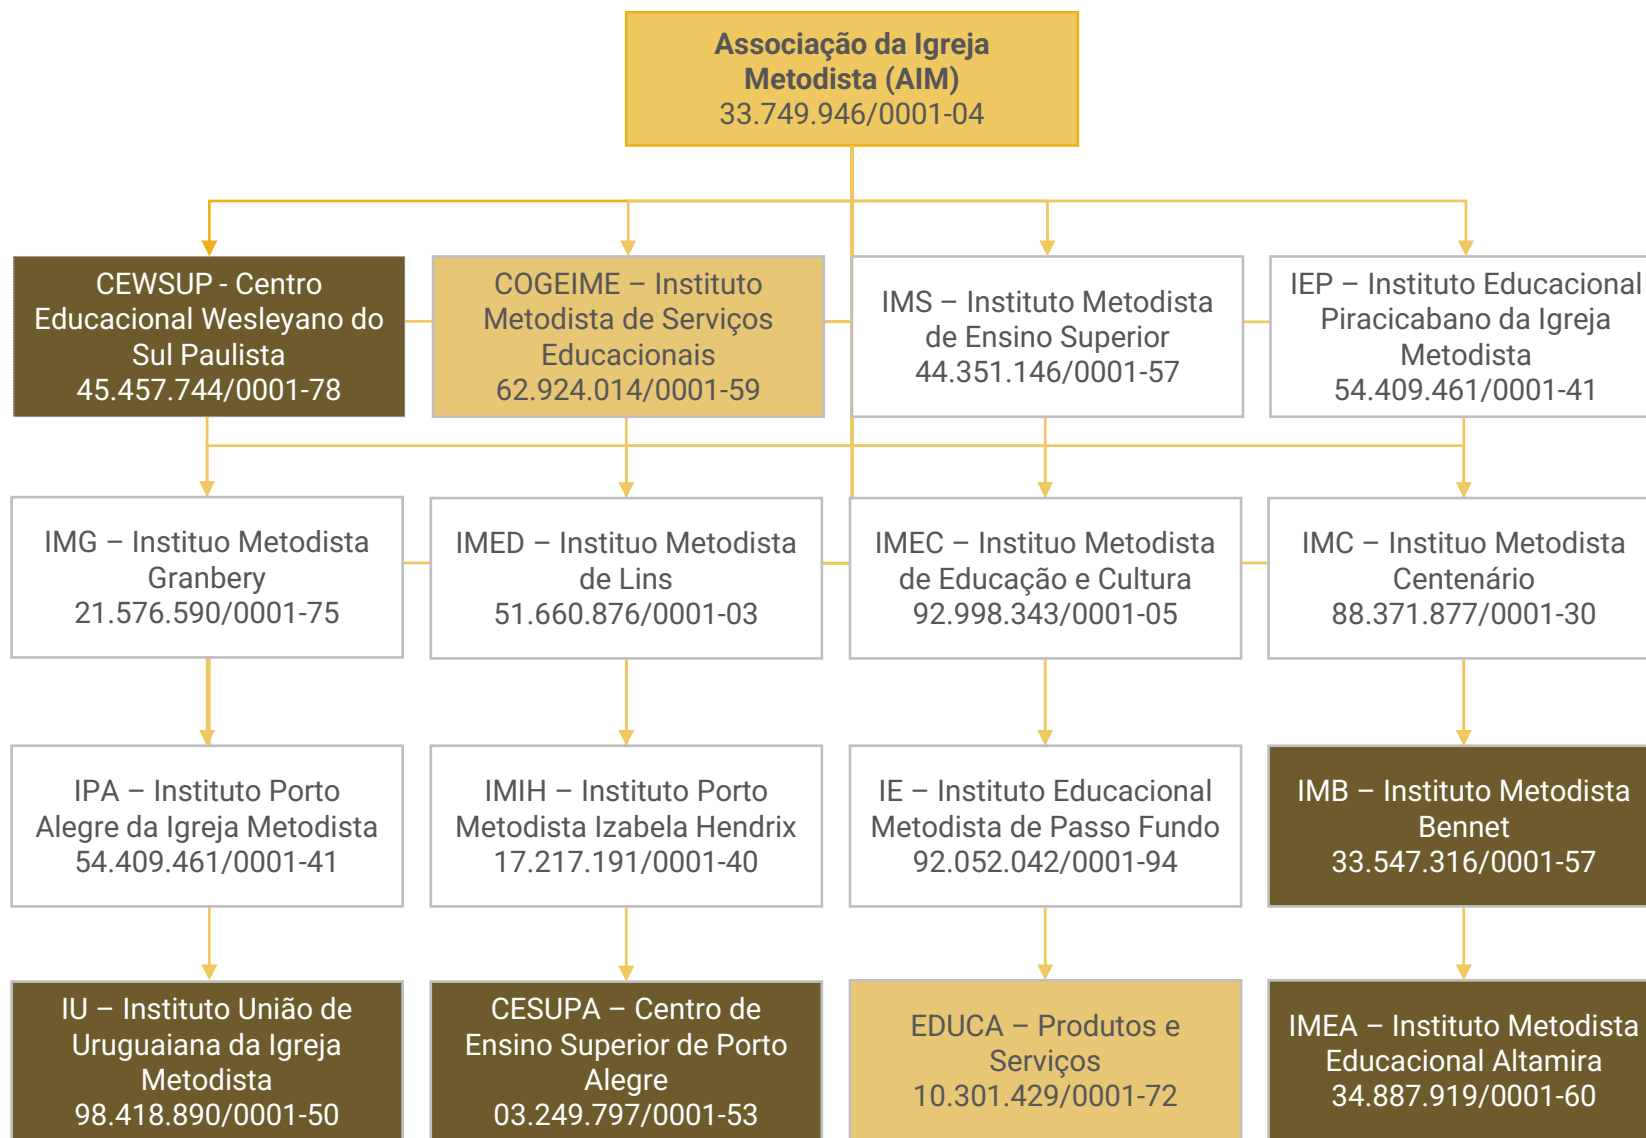 Associação da Igreja
Metodista (AIM)
33.749.946/0001-04
CEWSUP - Centro
Educacional Wesleyano do
Sul Paulista
45.457.744/0001-78
COGEIME – Instituto
Metodista de Serviços
Educacionais
62.924.014/0001-59
IMS – Instituto Metodista
de Ensino Superior
44.351.146/0001-57
IEP – Instituto Educacional
Piracicabano da Igreja
Metodista
54.409.461/0001-41
IMG – Instituo Metodista
Granbery
21.576.590/0001-75
IMED – Instituo Metodista
de Lins
51.660.876/0001-03
IMEC – Instituo Metodista
de Educação e Cultura
92.998.343/0001-05
IMC – Instituo Metodista
Centenário
88.371.877/0001-30
IPA – Instituto Porto
Alegre da Igreja Metodista
54.409.461/0001-41
IMIH – Instituto Porto
Metodista Izabela Hendrix
17.217.191/0001-40
IE – Instituto Educacional
Metodista de Passo Fundo
92.052.042/0001-94
IMB – Instituto Metodista
Bennet
33.547.316/0001-57
IU – Instituto União de
Uruguaiana da Igreja
Metodista
98.418.890/0001-50
CESUPA – Centro de
Ensino Superior de Porto
Alegre
03.249.797/0001-53
EDUCA – Produtos e
Serviços
10.301.429/0001-72
IMEA – Instituto Metodista
Educacional Altamira
34.887.919/0001-60